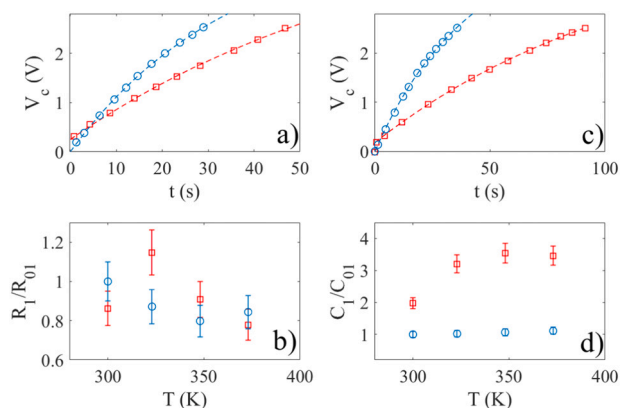 V_c (V)
2
1
0
0 10 20 30 40 50
t (s)
a)
V_c (V)
2
1
0
0 50 100
t (s)
c)
R_1/R_01
1.2
1
0.8
0.6
300 350 400
T (K)
b)
C_1/C_01
4
3
2
1
300 350 400
T (K)
d)